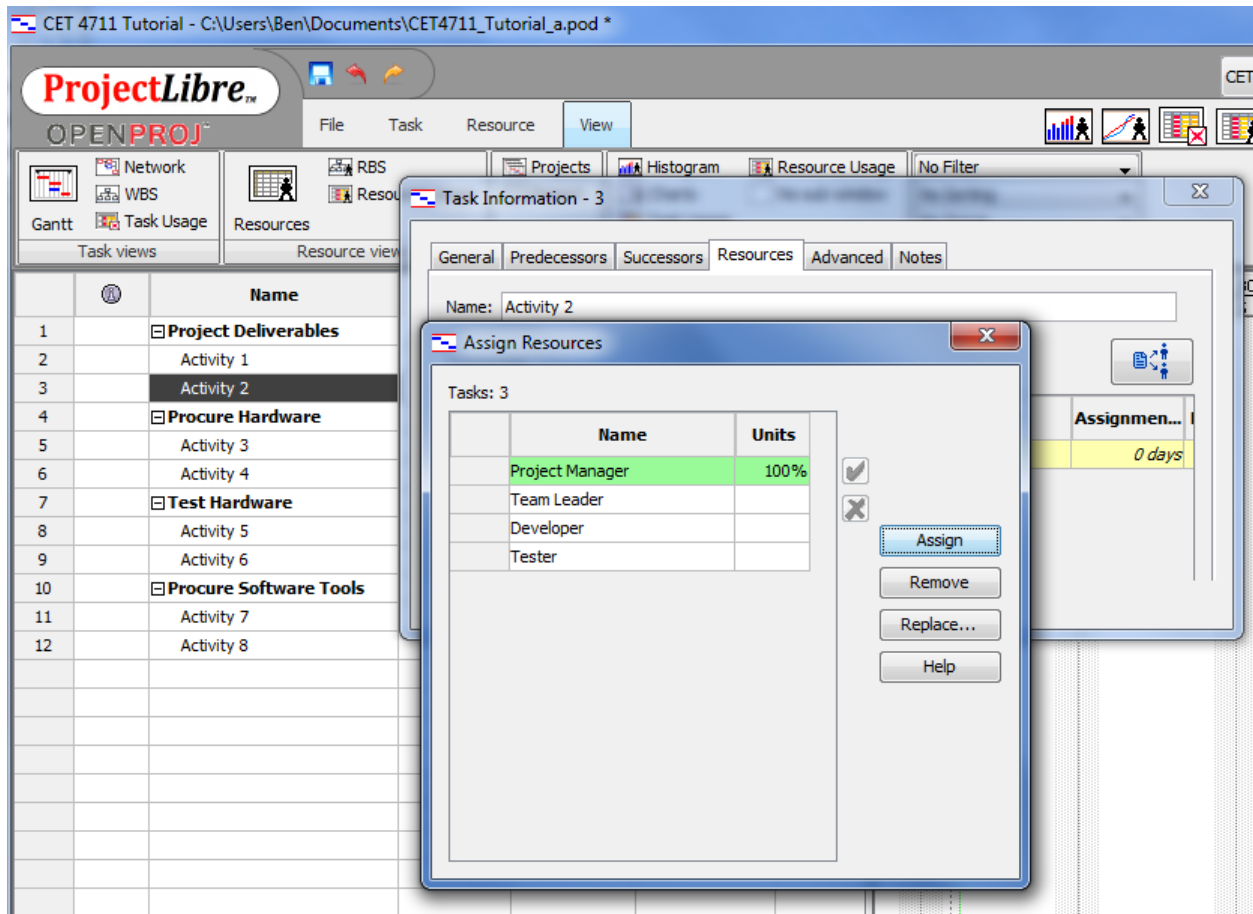 CET 4711 Tutorial - C:\Users\Ben\Documents\CET4711_Tutorial_a.pod *
ProjectLibre™
OPENPROJ
File Task Resource View
CET
Network
WBS
Task Usage
Gantt
Task views
RBS
Resou
Resources
Resource view
Projects
Histogram
Resource Usage
No Filter
Name
1 Project Deliverables
2 Activity 1
3 Activity 2
4 Procure Hardware
5 Activity 3
6 Activity 4
7 Test Hardware
8 Activity 5
9 Activity 6
10 Procure Software Tools
11 Activity 7
12 Activity 8
Task Information - 3
General Predecessors Successors Resources Advanced Notes
Name: Activity 2
Assignmen...
0 days
Assign Resources
Tasks: 3
Name Units
Project Manager 100%
Team Leader
Developer
Tester
Assign
Remove
Replace...
Help